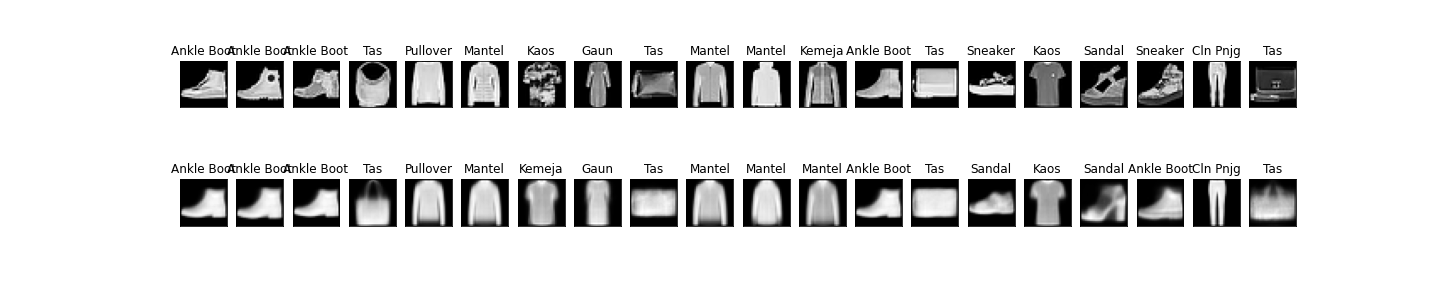 Ankle Boot Ankle Boot Ankle Boot Tas Pullover Mantel Kaos Gaun Tas Mantel Mantel Kemeja Ankle Boot Tas Sneaker Kaos Sandal Sneaker Cln Pnjg Tas
Ankle Boot Ankle Boot Ankle Boot Tas Pullover Mantel Kemeja Gaun Tas Mantel Mantel Mantel Ankle Boot Tas Sandal Kaos Sandal Ankle Boot Cln Pnjg Tas